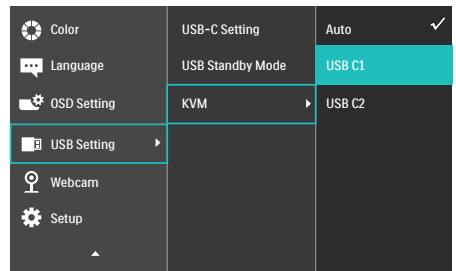 Color
Language
OSD Setting
USB Setting
Webcam
Setup
USB-C Setting
USB Standby Mode
KVM
Auto
USB C1
USB C2